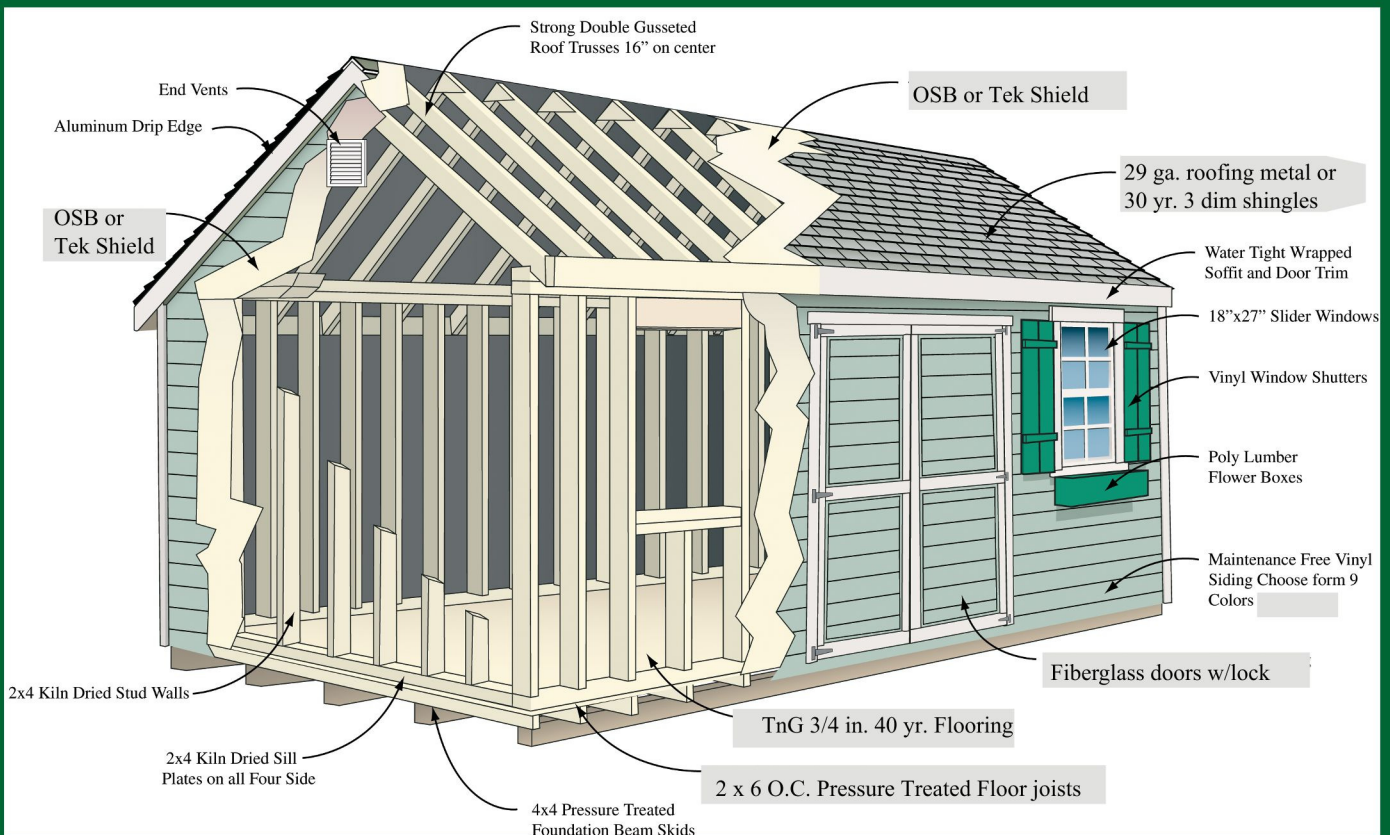 Strong Double Gusseted
Roof Trusses 16” on center
End Vents
Aluminum Drip Edge
OSB or Tek Shield
29 ga. roofing metal or
30 yr. 3 dim shingles
OSB or
Tek Shield
Water Tight Wrapped
Soffit and Door Trim
18”x27” Slider Windows
Vinyl Window Shutters
Poly Lumber
Flower Boxes
Maintenance Free Vinyl
Siding Choose form 9
Colors
Fiberglass doors w/lock
2x4 Kiln Dried Stud Walls
TnG 3/4 in. 40 yr. Flooring
2x4 Kiln Dried Sill
Plates on all Four Side
2 x 6 O.C. Pressure Treated Floor joists
4x4 Pressure Treated
Foundation Beam Skids